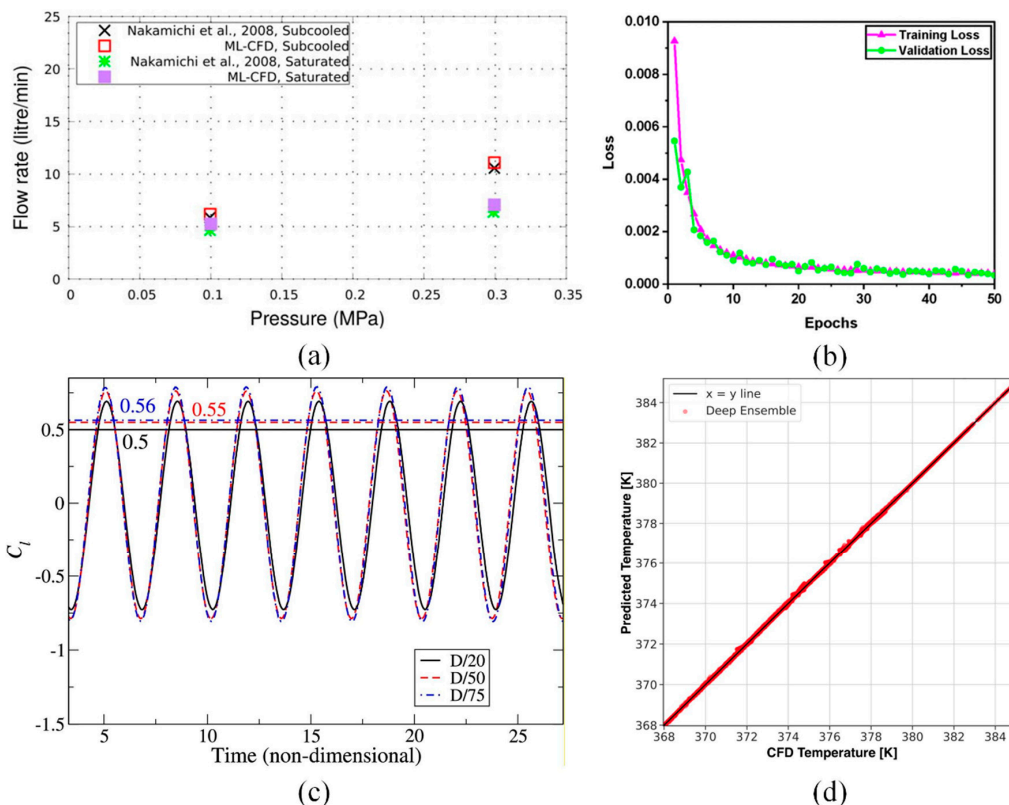 25
20
15
10
5
0
Flow rate (litre/min)
Nakamichi et al., 2008, Subcooled
ML-CFD, Subcooled
Nakamichi et al., 2008, Saturated
ML-CFD, Saturated
0 0.05 0.1 0.15 0.2 0.25 0.3 0.35
Pressure (MPa)
(a)
0.010
0.008
0.006
0.004
0.002
0.000
Loss
Training Loss
Validation Loss
0 10 20 30 40 50
Epochs
(b)
0.5
0
-0.5
-1
-1.5
C_l
0.56 0.55
0.5
D/20
D/50
D/75
5 10 15 20 25
Time (non-dimensional)
(c)
384
382
380
378
376
374
372
370
368
Predicted Temperature [K]
x = y line
Deep Ensemble
368 370 372 374 376 378 380 382 384
CFD Temperature [K]
(d)